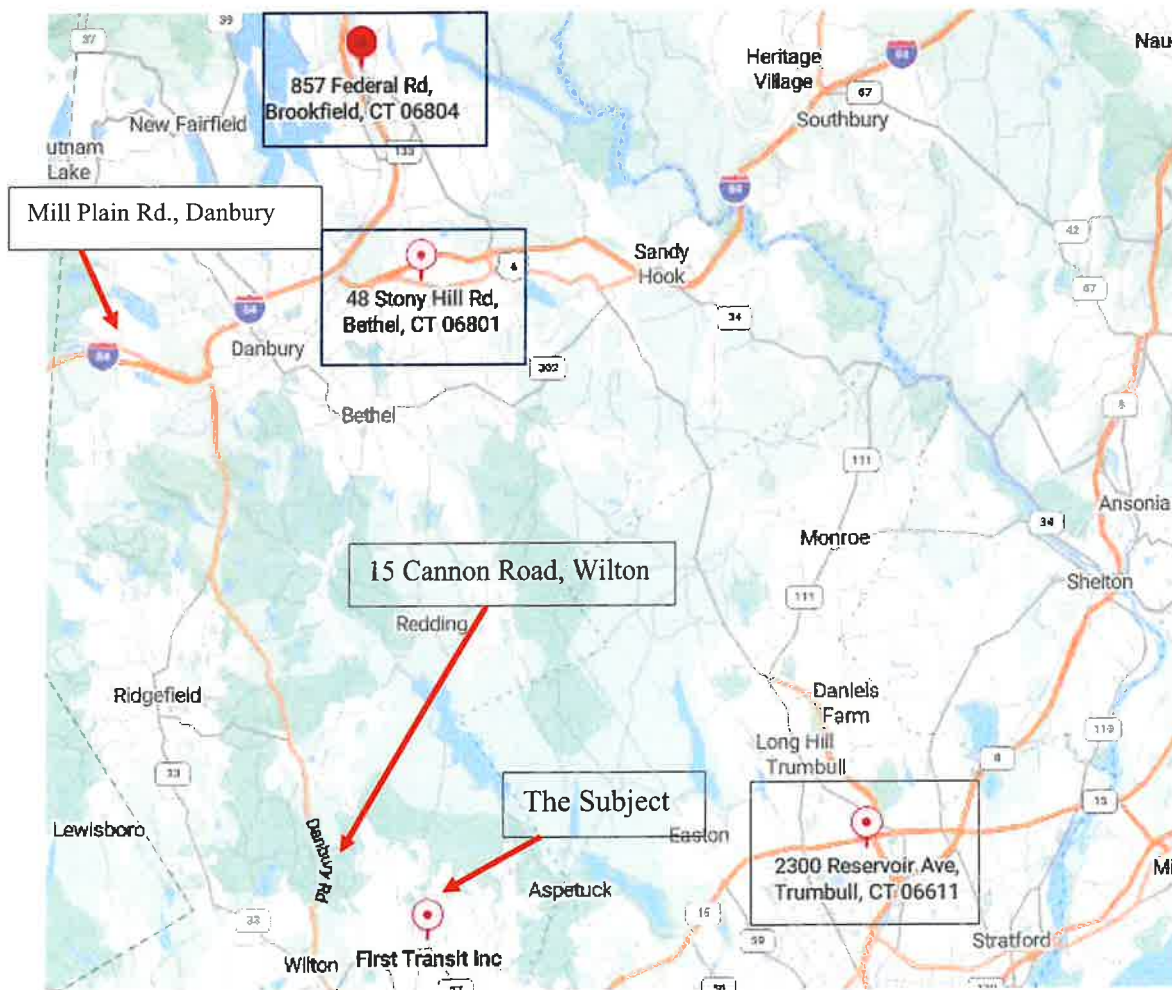 39
37
857 Federal Rd,
Brookfield, CT 06804
Heritage
Village
84
Nau
67
Southbury
New Fairfield
133
utnam
Lake
84
Mill Plain Rd., Danbury
42
Sandy
Hook
6
67
48 Stony Hill Rd,
Bethel, CT 06801
84
34
84
Danbury
302
8
Bethel
111
Ansonia
34
Monroe
15 Cannon Road, Wilton
Shelton
111
Redding
Ridgefield
Daniels
Farm
110
Long Hill
Trumbull
8
33
The Subject
15
Lewisboro
Danbury Rd
Easton
2300 Reservoir Ave,
Trumbull, CT 06611
Mi
Aspetuck
15
33
59
Stratford
Wilton
First Transit Inc
57